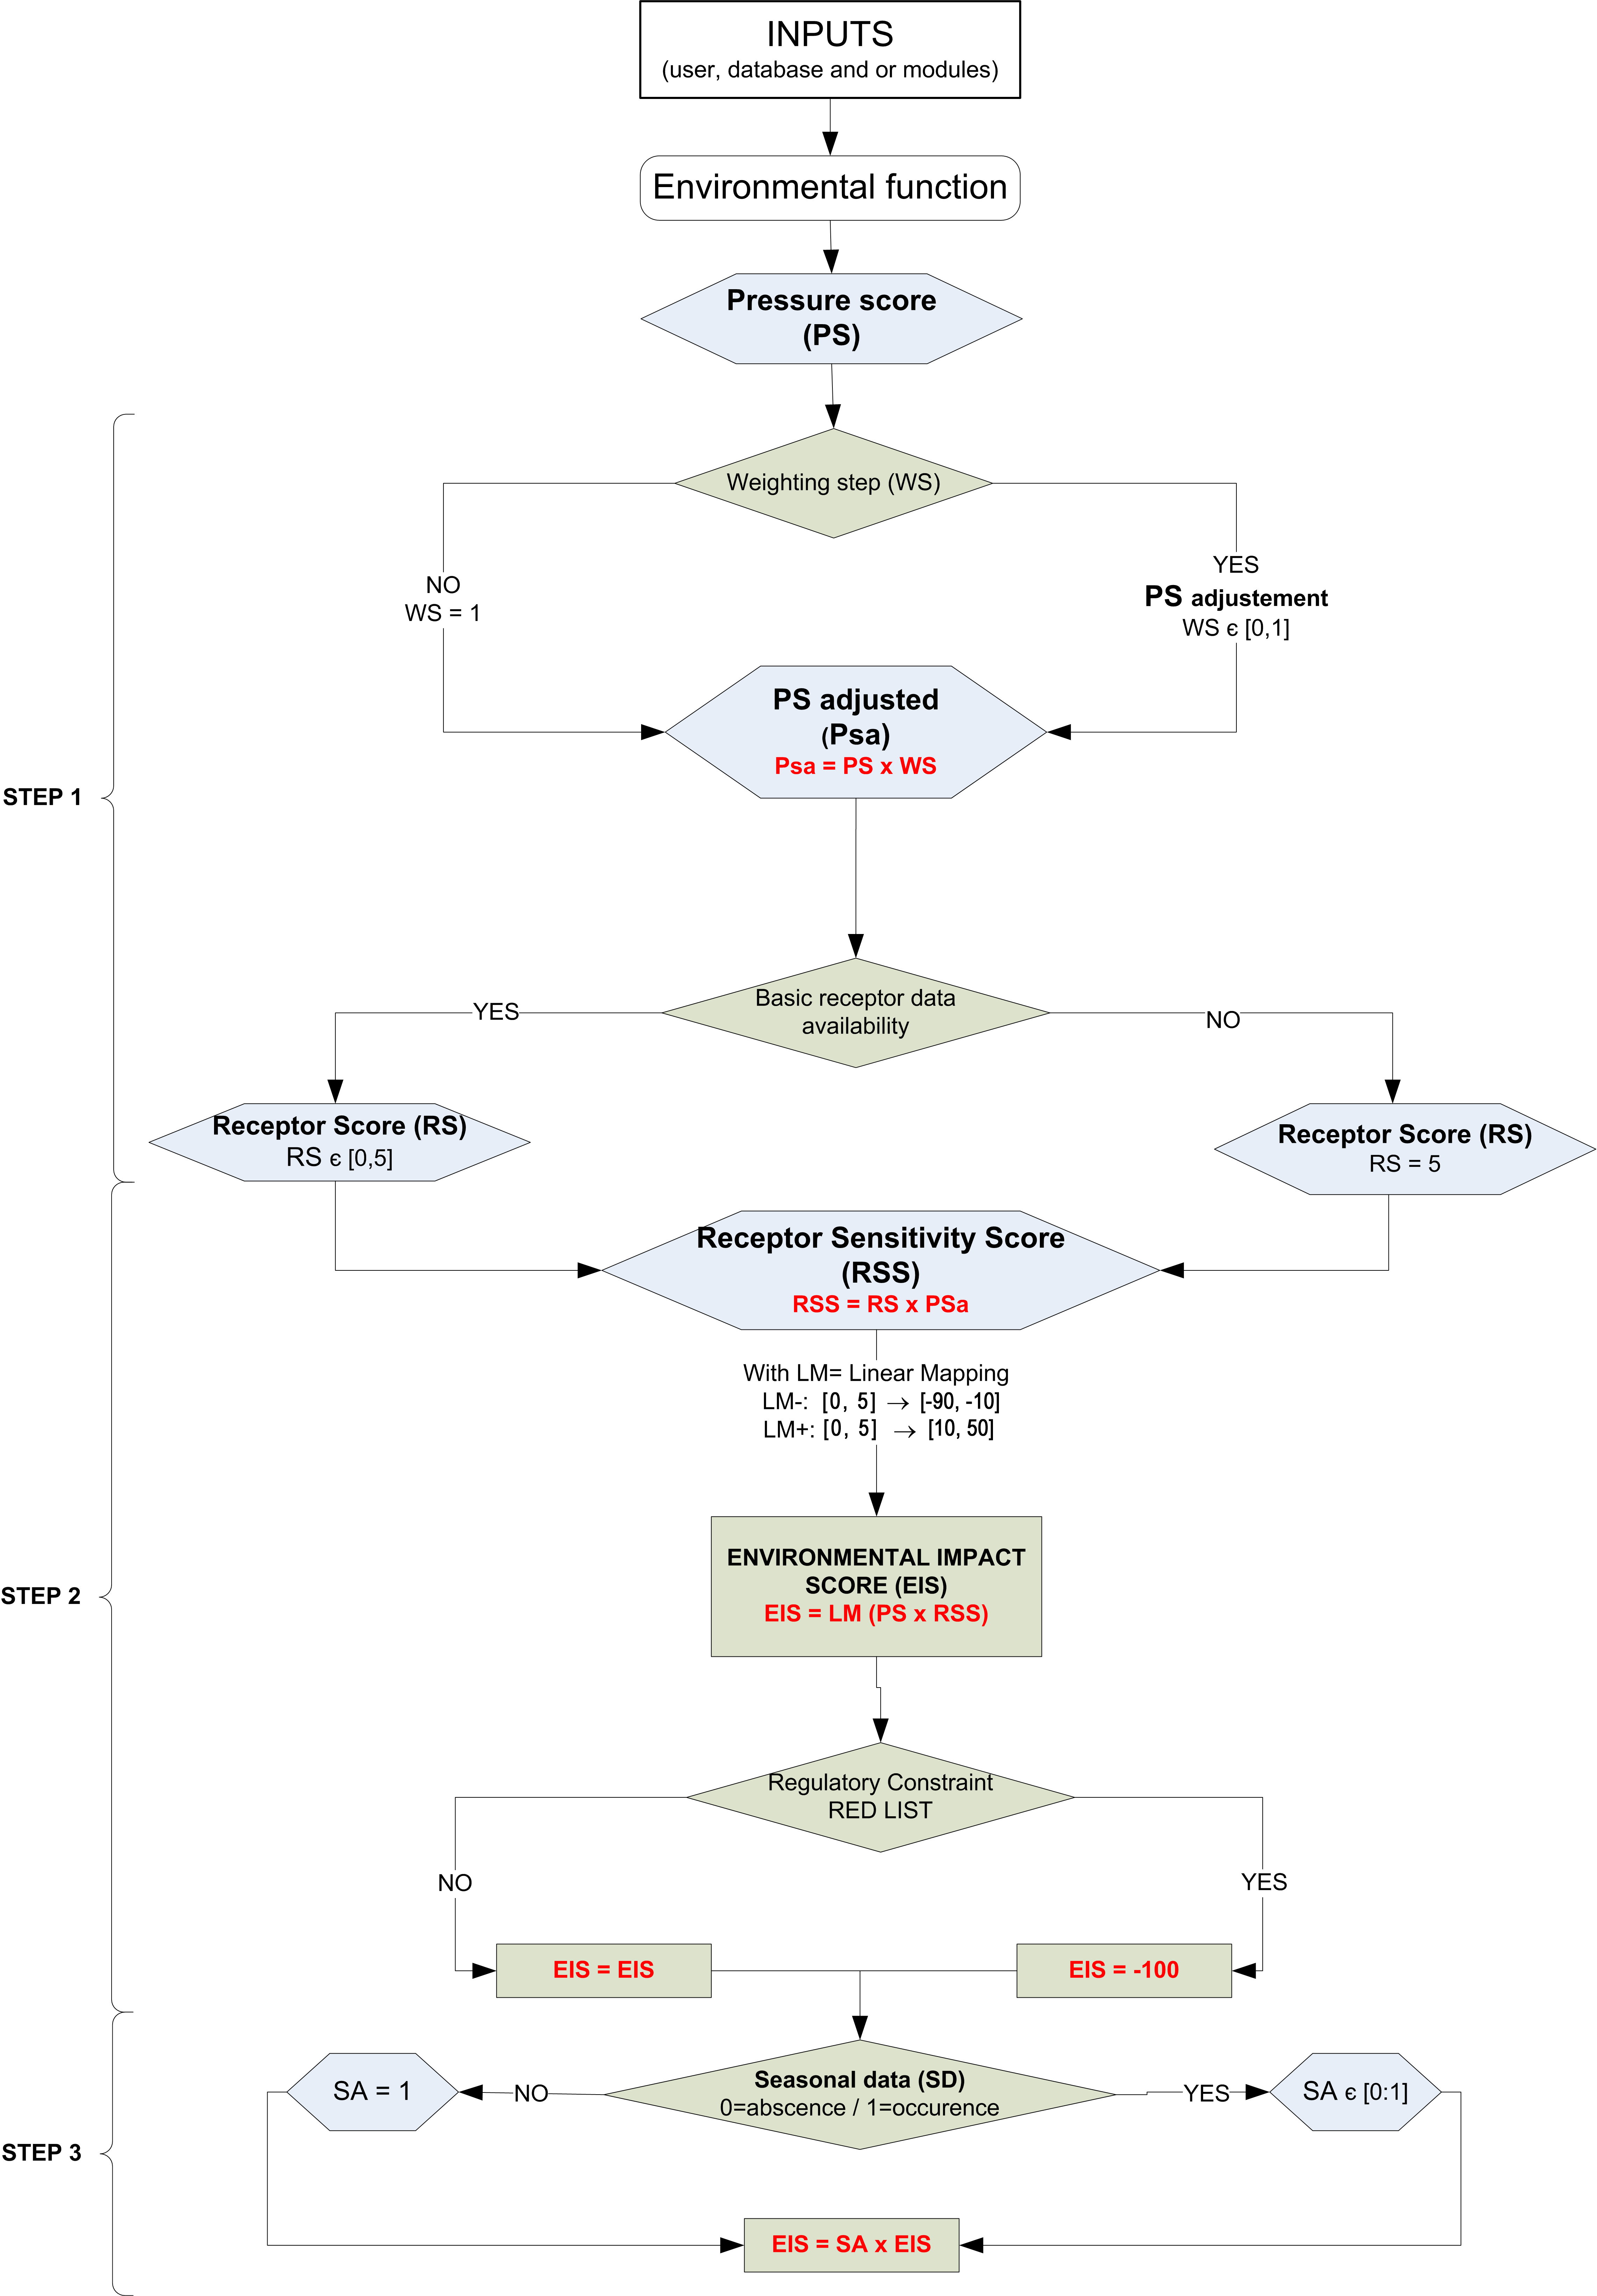 INPUTS
(user, database and or modules)
Environmental function
Pressure score
(PS)
Weighting step (WS)
NO
WS = 1
YES
PS adjustement
WS є [0,1]
PS adjusted
(Psa)
Psa = PS x WS
STEP 1
Basic receptor data
availability
YES
NO
Receptor Score (RS)
RS є [0,5]
Receptor Score (RS)
RS = 5
Receptor Sensitivity Score
(RSS)
RSS = RS x PSa
With LM= Linear Mapping
LM-: [0, 5] → [-90, -10]
LM+: [0, 5] → [10, 50]
ENVIRONMENTAL IMPACT
SCORE (EIS)
EIS = LM (PS x RSS)
STEP 2
Regulatory Constraint
RED LIST
NO
YES
EIS = EIS
EIS = -100
Seasonal data (SD)
0=abscence / 1=occurence
SA = 1
NO
YES
SA є [0:1]
STEP 3
EIS = SA x EIS